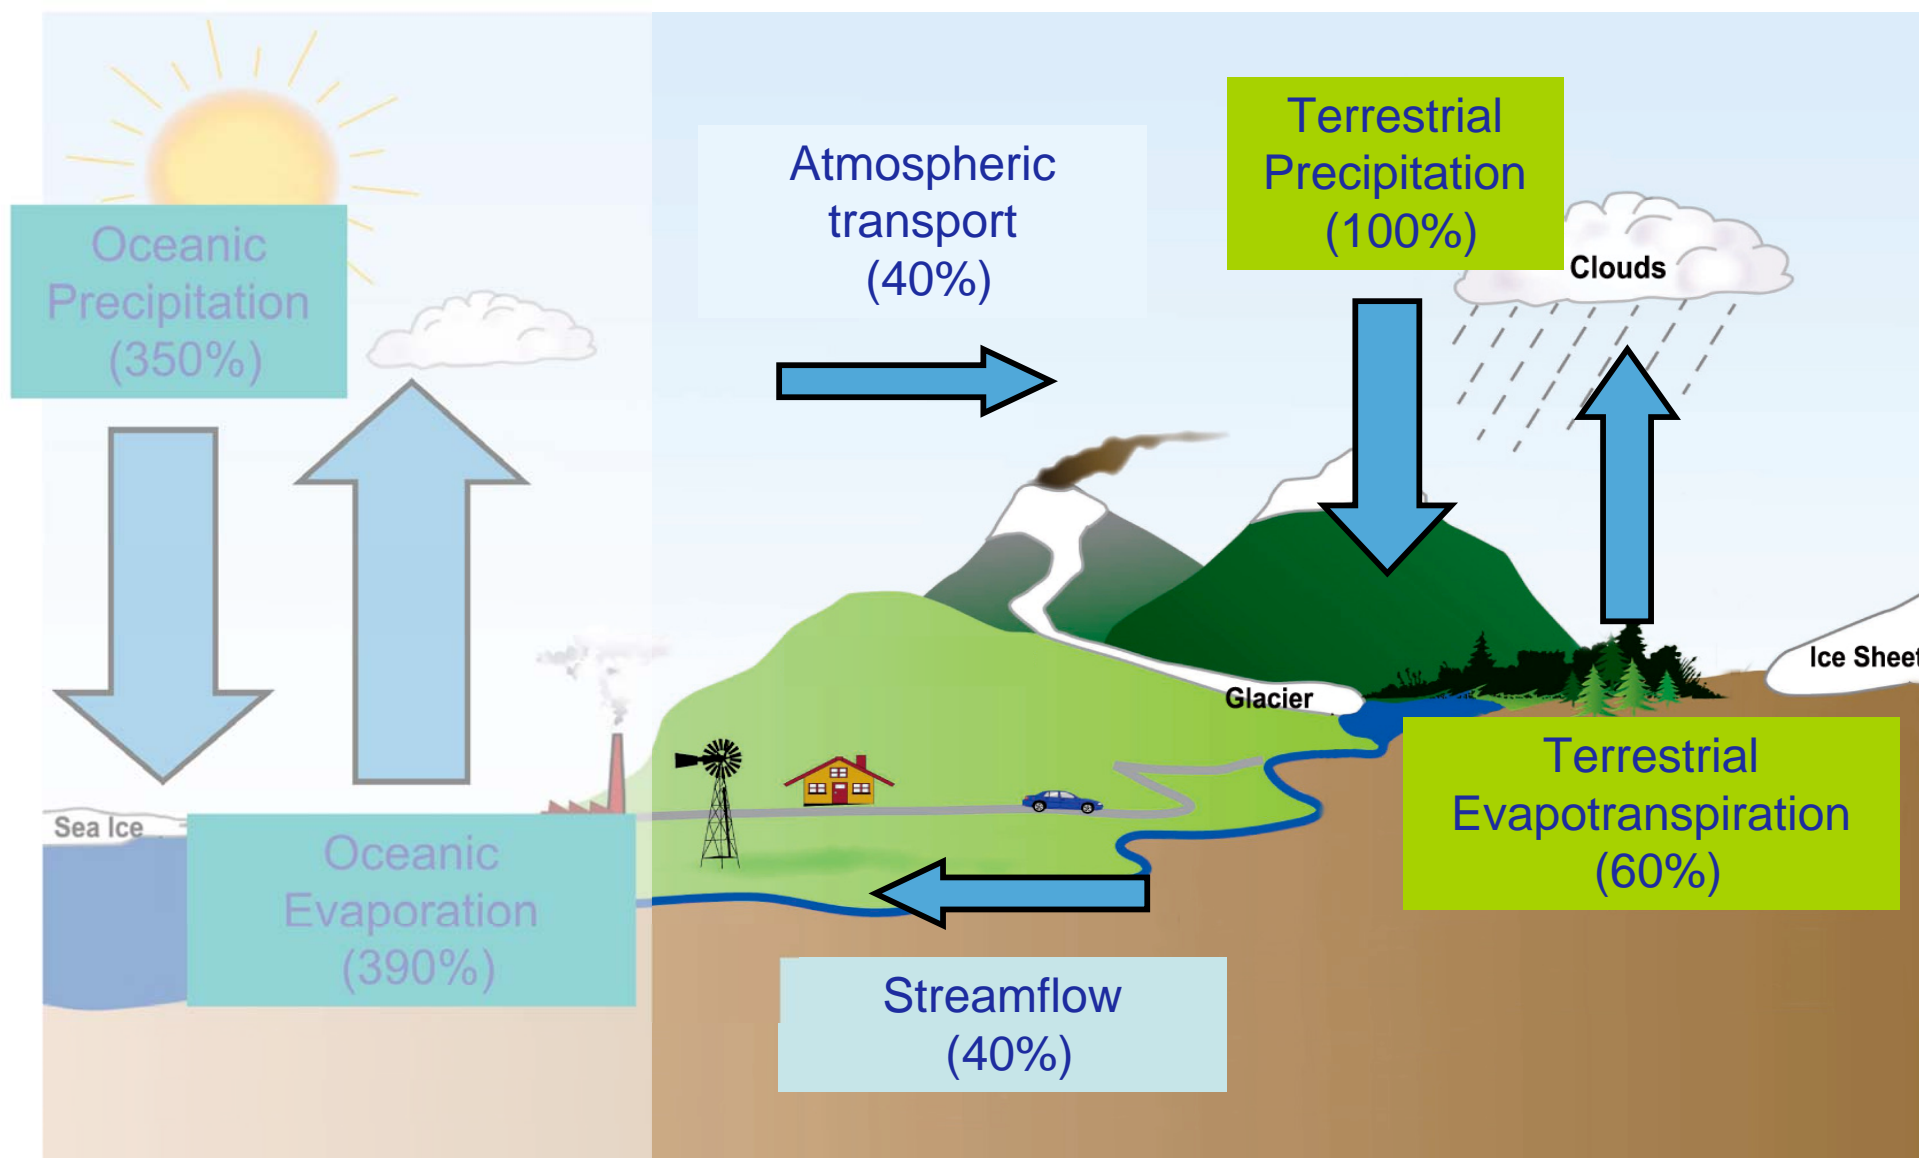 Oceanic
Precipitation
(350%)
Atmospheric
transport
(40%)
Terrestrial
Precipitation
(100%)
Clouds
Sea Ice
Glacier
Ice Sheet
Oceanic
Evaporation
(390%)
Terrestrial
Evapotranspiration
(60%)
Streamflow
(40%)